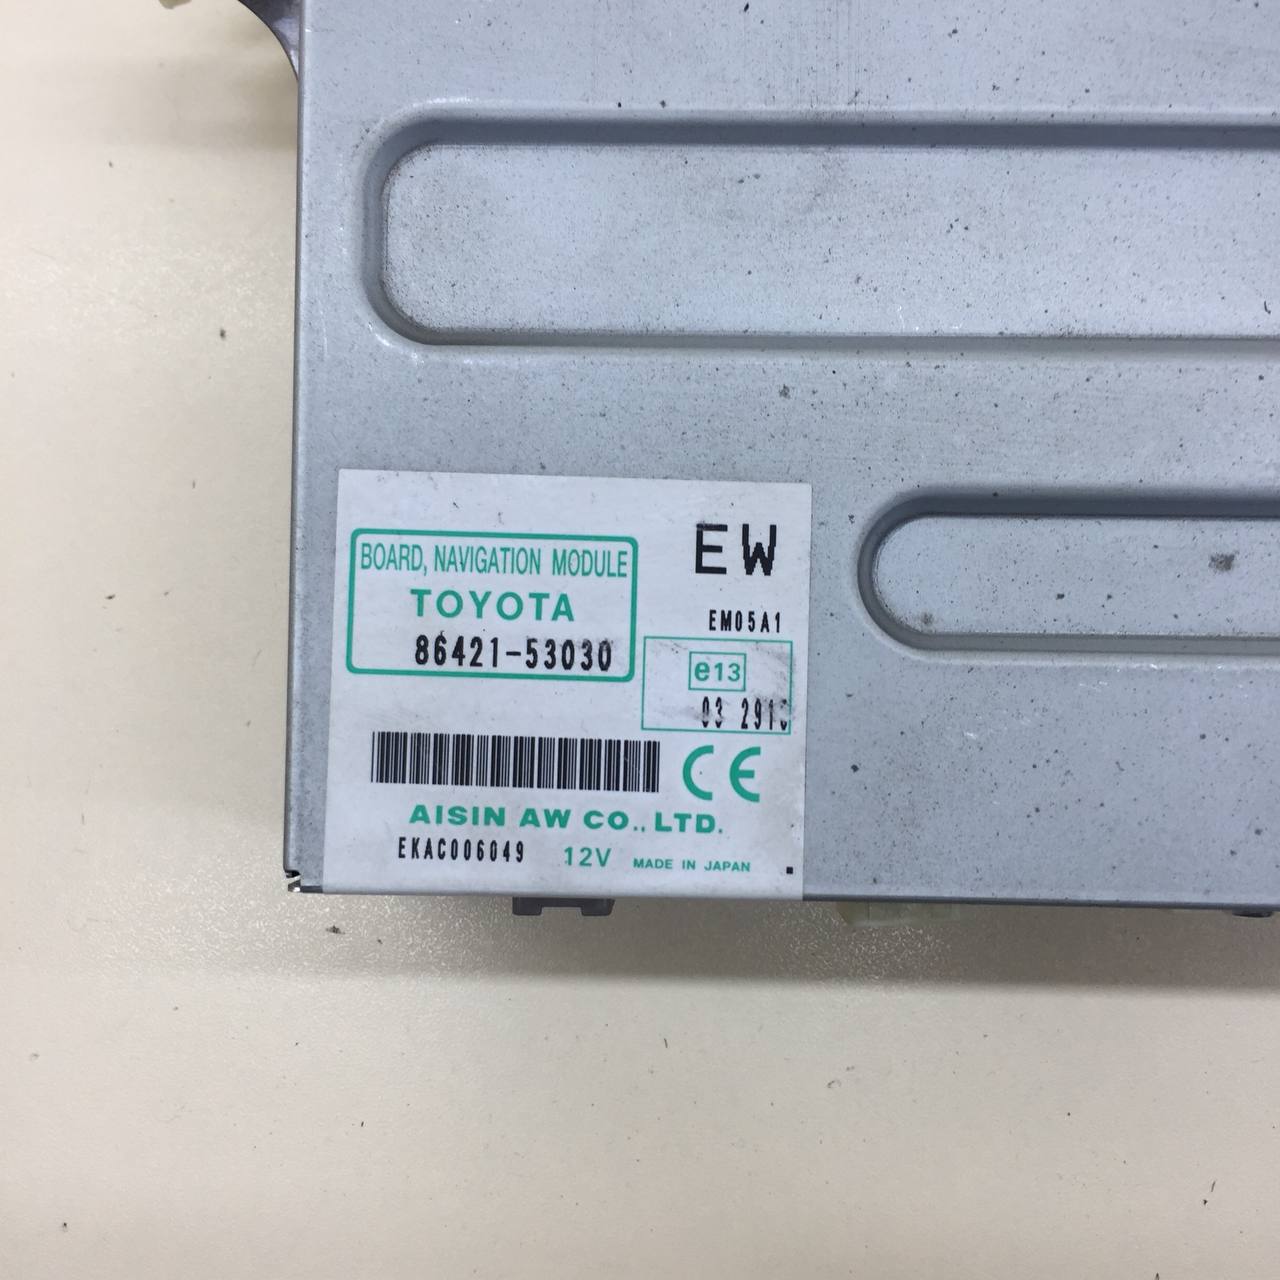 BOARD, NAVIGATION MODULE
TOYOTA
86421-53030
EW
EM05A1
e13
03
AISIN AW CO., LTD.
EKAC006049 12V MADE IN JAPAN
CE